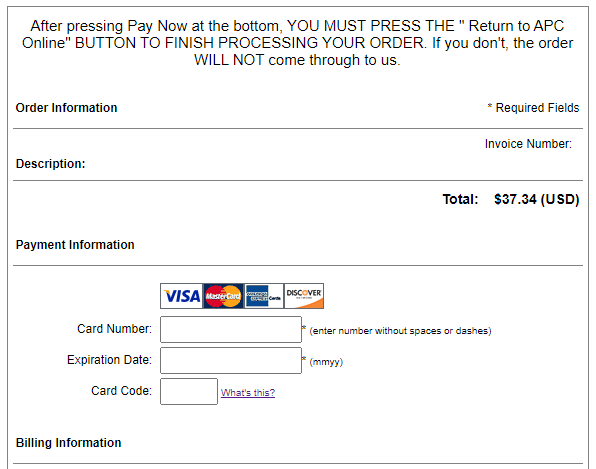 After pressing Pay Now at the bottom, YOU MUST PRESS THE " Return to APC
Online" BUTTON TO FINISH PROCESSING YOUR ORDER. If you don't, the order
WILL NOT come through to us.
Order Information
* Required Fields
Invoice Number:
Description:
Total: $37.34 (USD)
Payment Information
VISA MasterCard AMERICAN EXPRESS Cards DISCOVER NETWORK
Card Number: * (enter number without spaces or dashes)
Expiration Date: * (mmyy)
Card Code: What's this?
Billing Information